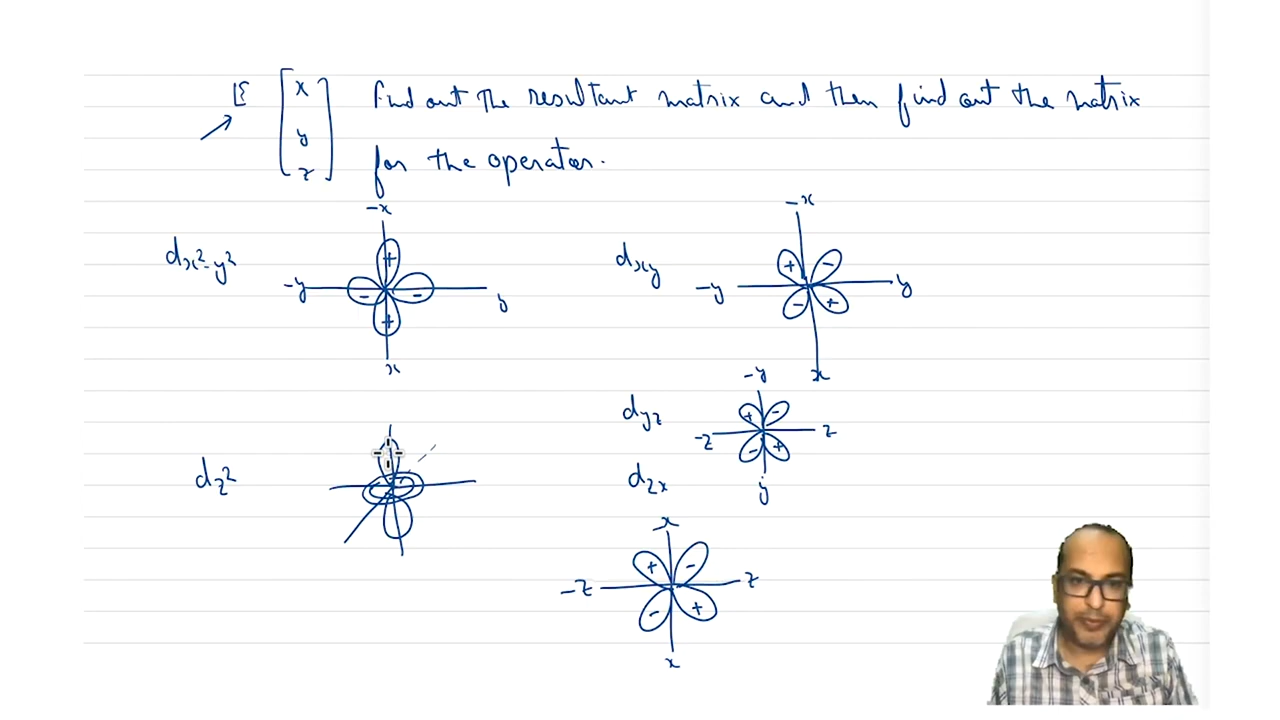 E [x y z] find out the resultant matrix and then find out the matrix
for the operator.
-x
dx²-y² + -y - - y + x
-x
dxy + - -y y - + x
-y
dyz + - -z z - + y
dz²
dzx
x
+ - -z z - +
x